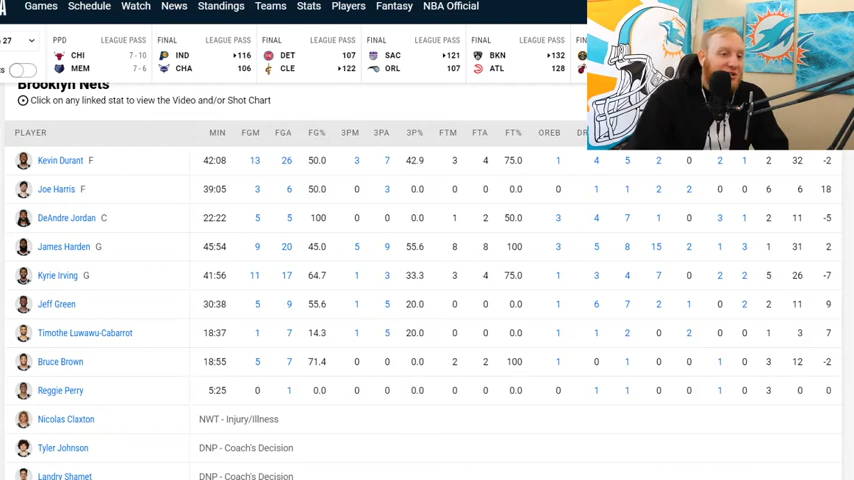 Games Schedule Watch News Standings Teams Stats Players Fantasy NBA Official
27 PPD LEAGUE PASS FINAL LEAGUE PASS FINAL LEAGUE PASS FINAL LEAGUE PASS FINAL LEAGUE PASS
CHI 7 - 10 IND 116 DET 107 SAC 121 BKN 132
MEM 7 - 6 CHA 106 CLE 122 ORL 107 ATL 128
Brooklyn Nets
Click on any linked stat to view the Video and/or Shot Chart
PLAYER MIN FGM FGA FG% 3PM 3PA 3P% FTM FTA FT% OREB
Kevin Durant F 42:08 13 26 50.0 3 7 42.9 3 4 75.0 1 4 5 2 0 2 1 2 32 -2
Joe Harris F 39:05 3 6 50.0 0 3 0.0 0 0 0.0 0 1 1 2 2 0 0 6 6 18
DeAndre Jordan C 22:22 5 5 100 0 0 0.0 1 2 50.0 3 4 7 1 0 3 1 2 11 -5
James Harden G 45:54 9 20 45.0 5 9 55.6 8 8 100 3 5 8 15 2 1 3 1 31 2
Kyrie Irving G 41:56 11 17 64.7 1 3 33.3 3 4 75.0 1 3 4 7 0 2 2 5 26 -7
Jeff Green 30:38 5 9 55.6 1 5 20.0 0 0 0.0 1 6 7 2 1 0 2 2 11 9
Timothe Luwawu-Cabarrot 18:37 1 7 14.3 1 5 20.0 0 0 0.0 1 1 2 0 2 0 0 1 3 7
Bruce Brown 18:55 5 7 71.4 0 0 0.0 2 2 100 1 0 1 0 0 1 0 3 12 -2
Reggie Perry 5:25 0 1 0.0 0 0 0.0 0 0 0.0 0 1 1 0 0 1 0 3 0 0
Nicolas Claxton NWT - Injury/Illness
Tyler Johnson DNP - Coach's Decision
Landry Shamet DNP - Coach's Decision